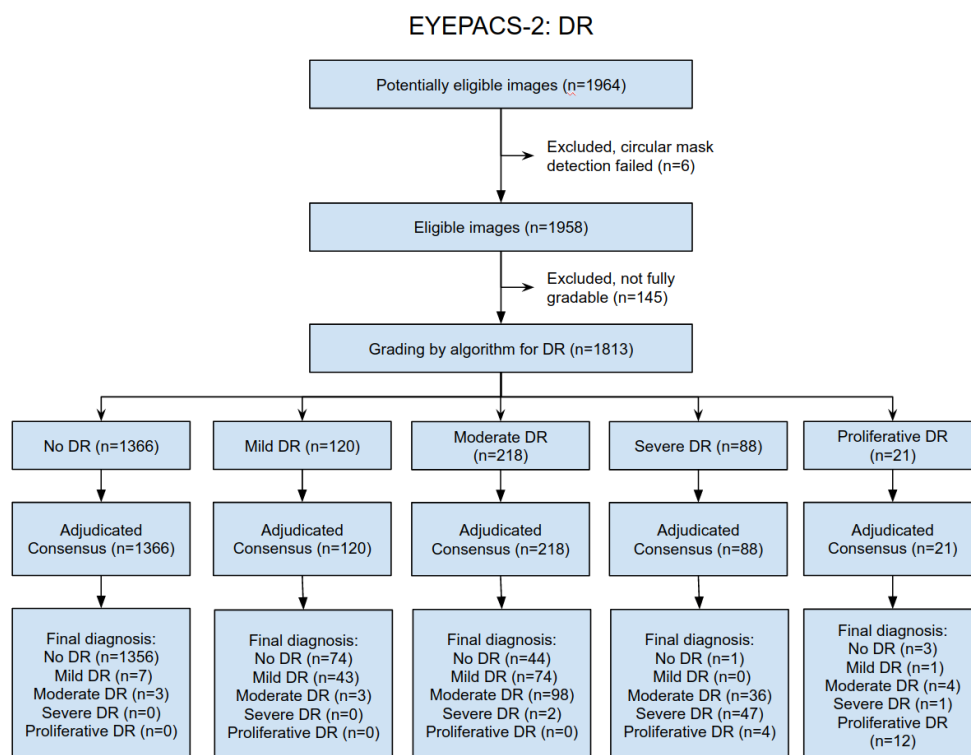 EYEPACS-2: DR
Potentially eligible images (n=1964)
Excluded, circular mask
detection failed (n=6)
Eligible images (n=1958)
Excluded, not fully
gradable (n=145)
Grading by algorithm for DR (n=1813)
No DR (n=1366)
Mild DR (n=120)
Moderate DR
(n=218)
Severe DR (n=88)
Proliferative DR
(n=21)
Adjudicated
Consensus (n=1366)
Adjudicated
Consensus (n=120)
Adjudicated
Consensus (n=218)
Adjudicated
Consensus (n=88)
Adjudicated
Consensus (n=21)
Final diagnosis:
No DR (n=1356)
Mild DR (n=7)
Moderate DR (n=3)
Severe DR (n=0)
Proliferative DR (n=0)
Final diagnosis:
No DR (n=74)
Mild DR (n=43)
Moderate DR (n=3)
Severe DR (n=0)
Proliferative DR (n=0)
Final diagnosis:
No DR (n=44)
Mild DR (n=74)
Moderate DR (n=98)
Severe DR (n=2)
Proliferative DR (n=0)
Final diagnosis:
No DR (n=1)
Mild DR (n=0)
Moderate DR (n=36)
Severe DR (n=47)
Proliferative DR (n=4)
Final diagnosis:
No DR (n=3)
Mild DR (n=1)
Moderate DR (n=4)
Severe DR (n=1)
Proliferative DR
(n=12)